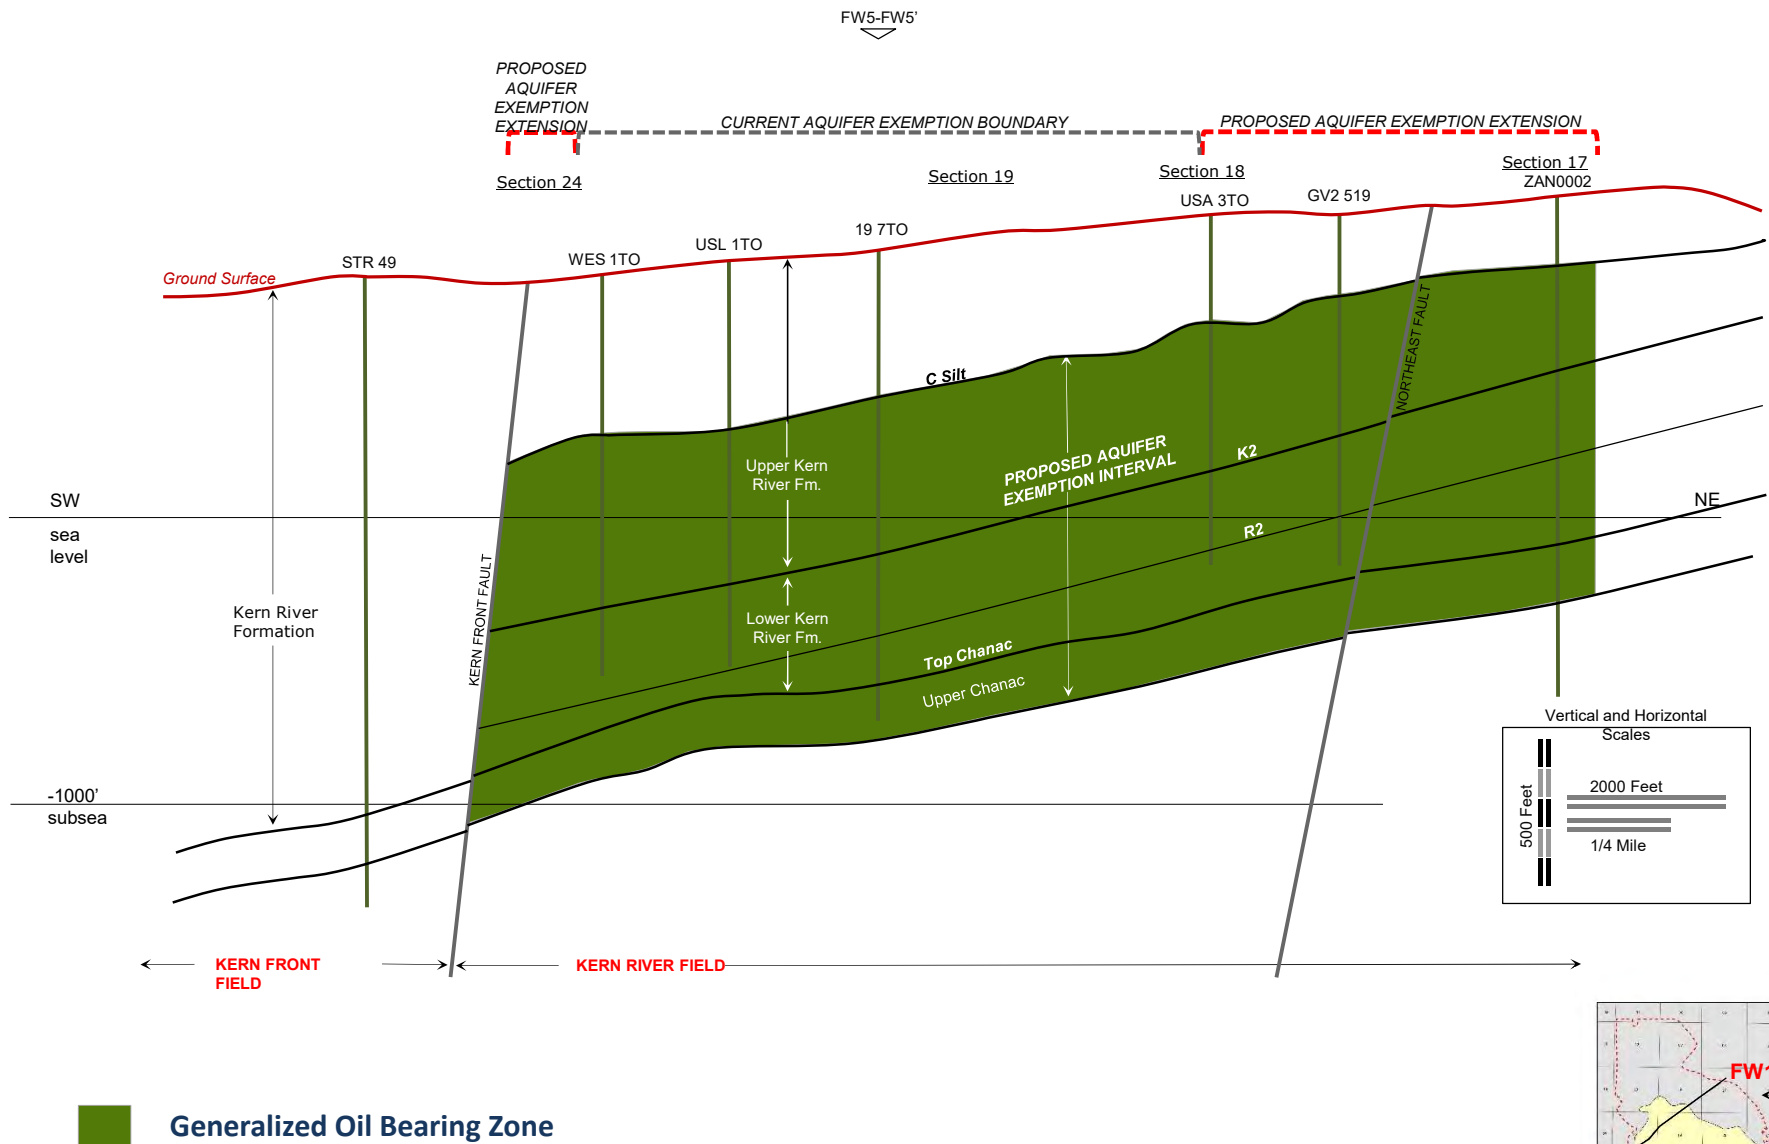 FW5-FW5'
PROPOSED
AQUIFER
EXEMPTION
EXTENSION
CURRENT AQUIFER EXEMPTION BOUNDARY
PROPOSED AQUIFER EXEMPTION EXTENSION
Section 24
Section 19
Section 18
Section 17
STR 49
WES 1TO
USL 1TO
19 7TO
USA 3TO
GV2 519
ZAN0002
Ground Surface
C Silt
NORTHEAST FAULT
Upper Kern
River Fm.
PROPOSED AQUIFER
EXEMPTION INTERVAL
K2
R2
SW
NE
sea
level
Kern River
Formation
KERN FRONT FAULT
Lower Kern
River Fm.
Top Chanac
Upper Chanac
-1000'
subsea
Vertical and Horizontal
Scales
500 Feet
2000 Feet
1/4 Mile
KERN FRONT
FIELD
KERN RIVER FIELD
FW1
Generalized Oil Bearing Zone